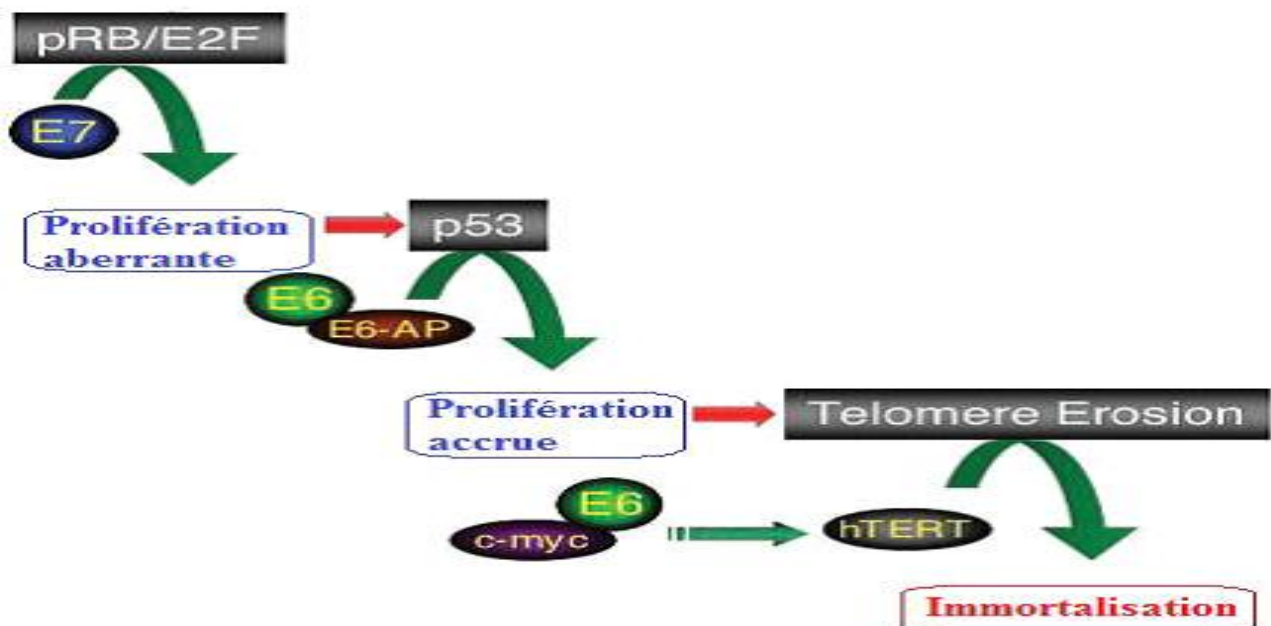 pRB/E2F
E7
Prolifération
aberrante
p53
E6
E6-AP
Prolifération
accrue
Telomere Erosion
E6
c-myc
hTERT
Immortalisation